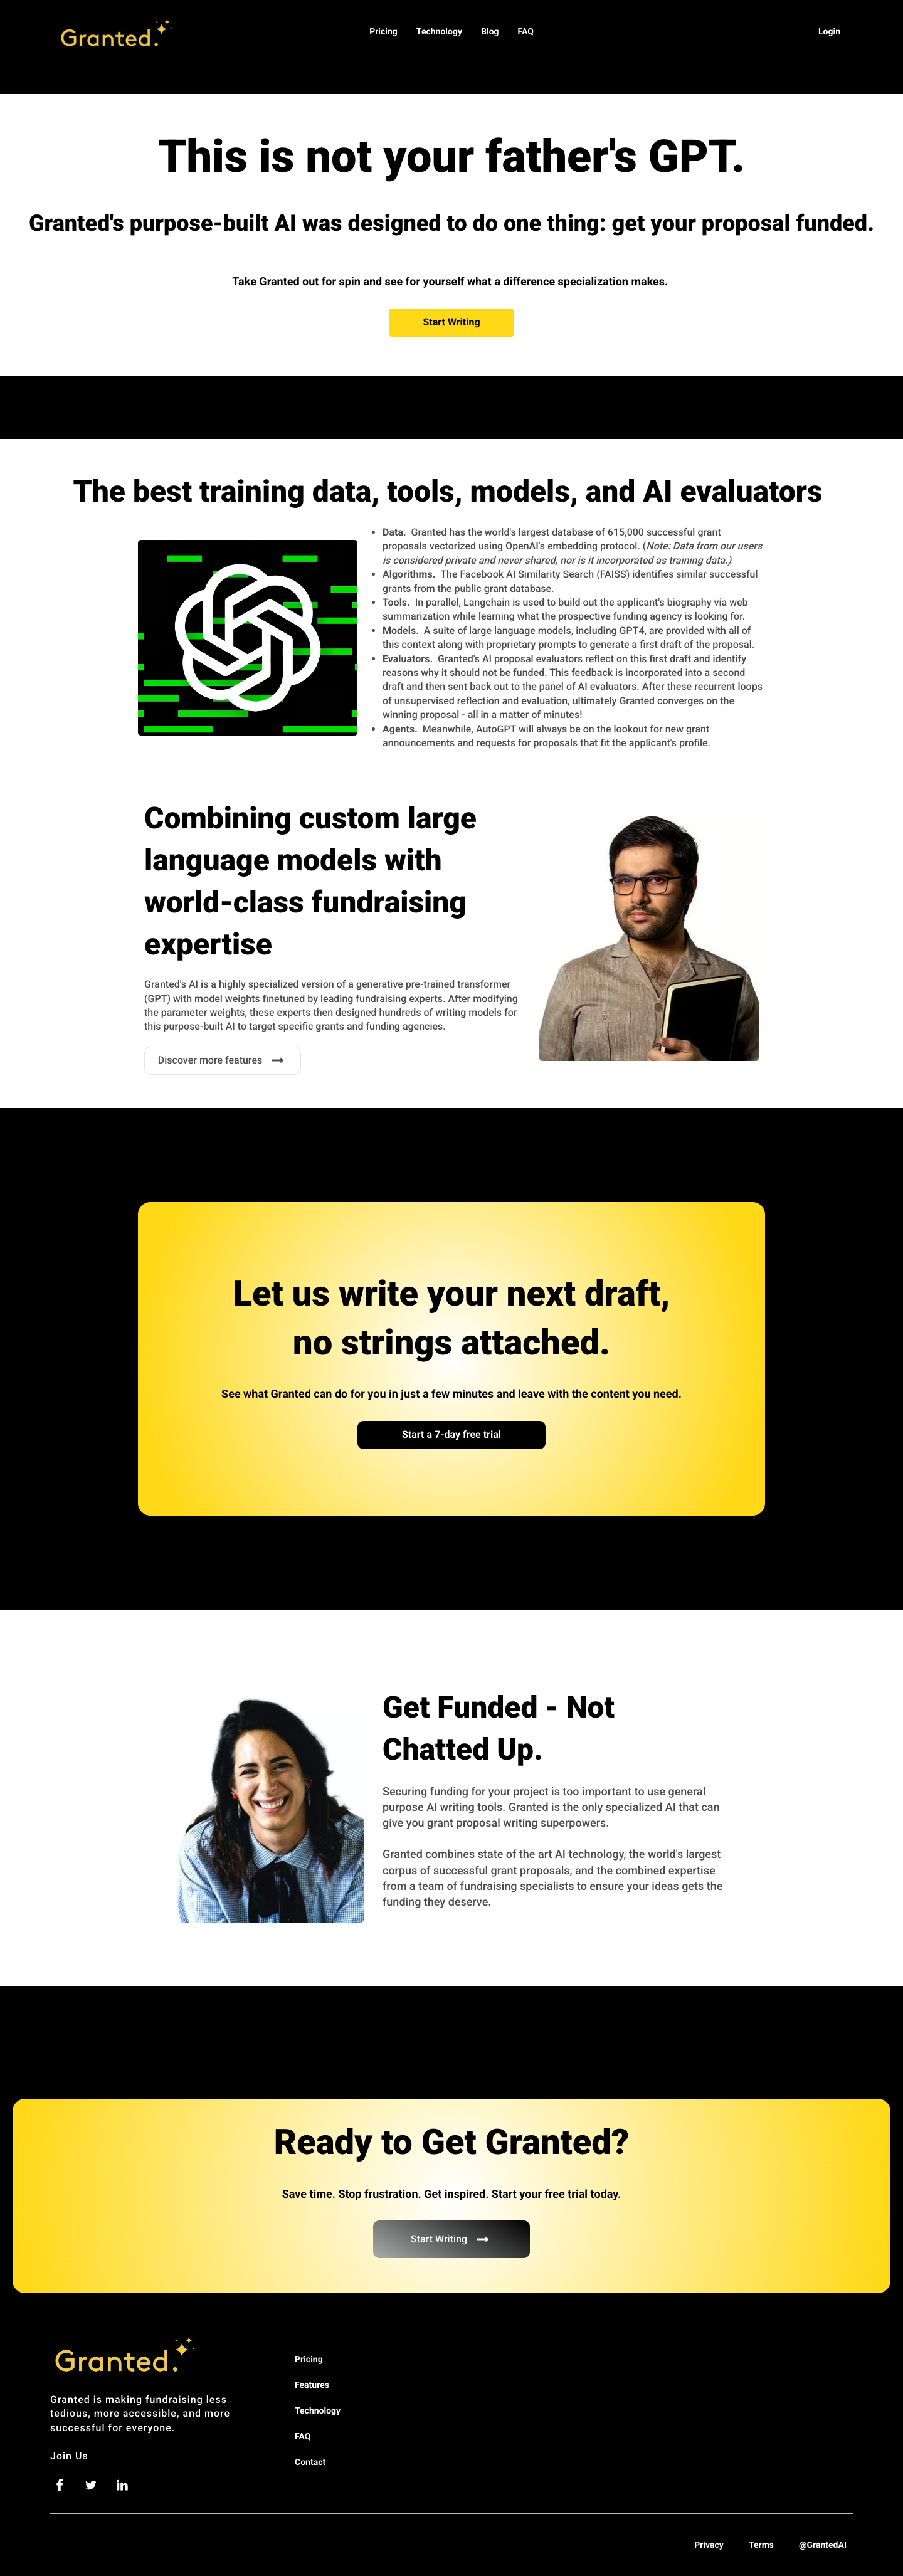 Granted.
Pricing Technology Blog FAQ
Login
This is not your father's GPT.
Granted's purpose-built AI was designed to do one thing: get your proposal funded.
Take Granted out for spin and see for yourself what a difference specialization makes.
Start Writing
The best training data, tools, models, and AI evaluators
• Data. Granted has the world's largest database of 615,000 successful grant
proposals vectorized using OpenAI's embedding protocol. (Note: Data from our users
is considered private and never shared, nor is it incorporated as training data.)
• Algorithms. The Facebook AI Similarity Search (FAISS) identifies similar successful
grants from the public grant database.
• Tools. In parallel, Langchain is used to build out the applicant's biography via web
summarization while learning what the prospective funding agency is looking for.
• Models. A suite of large language models, including GPT4, are provided with all of
this context along with proprietary prompts to generate a first draft of the proposal.
• Evaluators. Granted's AI proposal evaluators reflect on this first draft and identify
reasons why it should not be funded. This feedback is incorporated into a second
draft and then sent back out to the panel of AI evaluators. After these recurrent loops
of unsupervised reflection and evaluation, ultimately Granted converges on the
winning proposal - all in a matter of minutes!
• Agents. Meanwhile, AutoGPT will always be on the lookout for new grant
announcements and requests for proposals that fit the applicant's profile.
Combining custom large
language models with
world-class fundraising
expertise
Granted's AI is a highly specialized version of a generative pre-trained transformer
(GPT) with model weights finetuned by leading fundraising experts. After modifying
the parameter weights, these experts then designed hundreds of writing models for
this purpose-built AI to target specific grants and funding agencies.
Discover more features
Let us write your next draft,
no strings attached.
See what Granted can do for you in just a few minutes and leave with the content you need.
Start a 7-day free trial
Get Funded - Not
Chatted Up.
Securing funding for your project is too important to use general
purpose AI writing tools. Granted is the only specialized AI that can
give you grant proposal writing superpowers.
Granted combines state of the art AI technology, the world's largest
corpus of successful grant proposals, and the combined expertise
from a team of fundraising specialists to ensure your ideas gets the
funding they deserve.
Ready to Get Granted?
Save time. Stop frustration. Get inspired. Start your free trial today.
Start Writing
Granted.
Granted is making fundraising less
tedious, more accessible, and more
successful for everyone.
Join Us
Pricing
Features
Technology
FAQ
Contact
Privacy Terms @GrantedAI